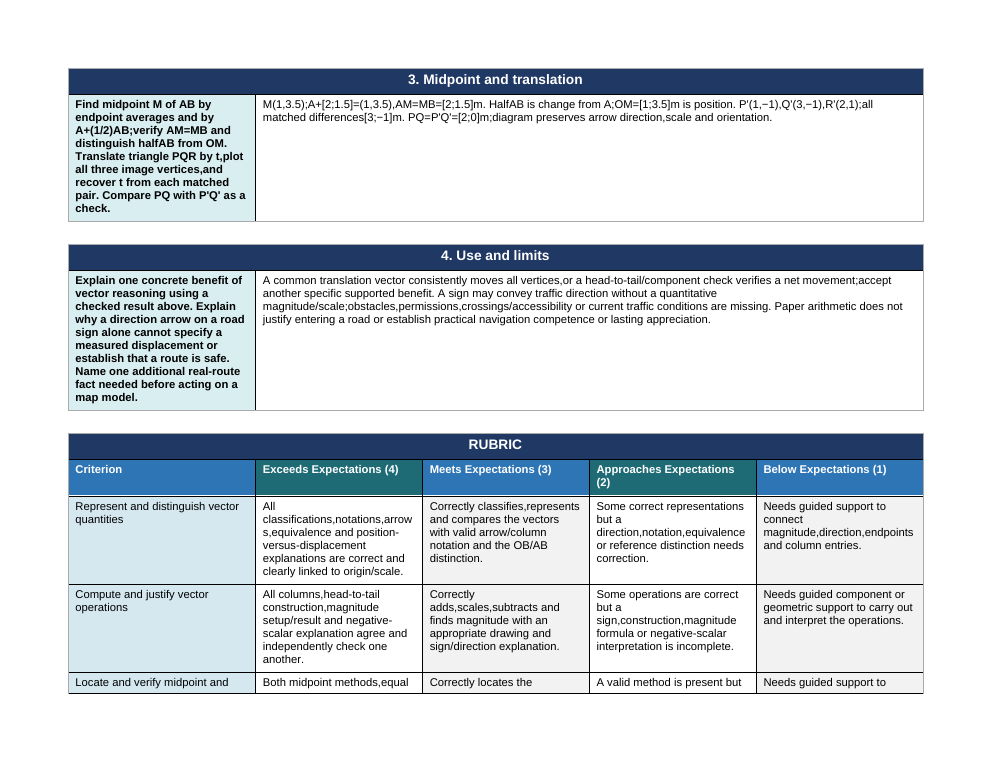 3. Midpoint and translation
Find midpoint M of AB by
endpoint averages and by
A+(1/2)AB;verify AM=MB and
distinguish halfAB from OM.
Translate triangle PQR by t,plot
all three image vertices,and
recover t from each matched
pair. Compare PQ with P'Q' as a
check.
M(1,3.5);A+[2;1.5]=(1,3.5),AM=MB=[2;1.5]m. HalfAB is change from A;OM=[1;3.5]m is position. P'(1,−1),Q'(3,−1),R'(2,1);all
matched differences[3;−1]m. PQ=P'Q'=[2;0]m;diagram preserves arrow direction,scale and orientation.
4. Use and limits
Explain one concrete benefit of
vector reasoning using a
checked result above. Explain
why a direction arrow on a road
sign alone cannot specify a
measured displacement or
establish that a route is safe.
Name one additional real-route
fact needed before acting on a
map model.
A common translation vector consistently moves all vertices,or a head-to-tail/component check verifies a net movement;accept
another specific supported benefit. A sign may convey traffic direction without a quantitative
magnitude/scale;obstacles,permissions,crossings/accessibility or current traffic conditions are missing. Paper arithmetic does not
justify entering a road or establish practical navigation competence or lasting appreciation.
RUBRIC
Criterion
Exceeds Expectations (4)
Meets Expectations (3)
Approaches Expectations
(2)
Below Expectations (1)
Represent and distinguish vector
quantities
All
classifications,notations,arrow
s,equivalence and position-
versus-displacement
explanations are correct and
clearly linked to origin/scale.
Correctly classifies,represents
and compares the vectors
with valid arrow/column
notation and the OB/AB
distinction.
Some correct representations
but a
direction,notation,equivalence
or reference distinction needs
correction.
Needs guided support to
connect
magnitude,direction,endpoints
and column entries.
Compute and justify vector
operations
All columns,head-to-tail
construction,magnitude
setup/result and negative-
scalar explanation agree and
independently check one
another.
Correctly
adds,scales,subtracts and
finds magnitude with an
appropriate drawing and
sign/direction explanation.
Some operations are correct
but a
sign,construction,magnitude
formula or negative-scalar
interpretation is incomplete.
Needs guided component or
geometric support to carry out
and interpret the operations.
Locate and verify midpoint and
Both midpoint methods,equal
Correctly locates the
A valid method is present but
Needs guided support to